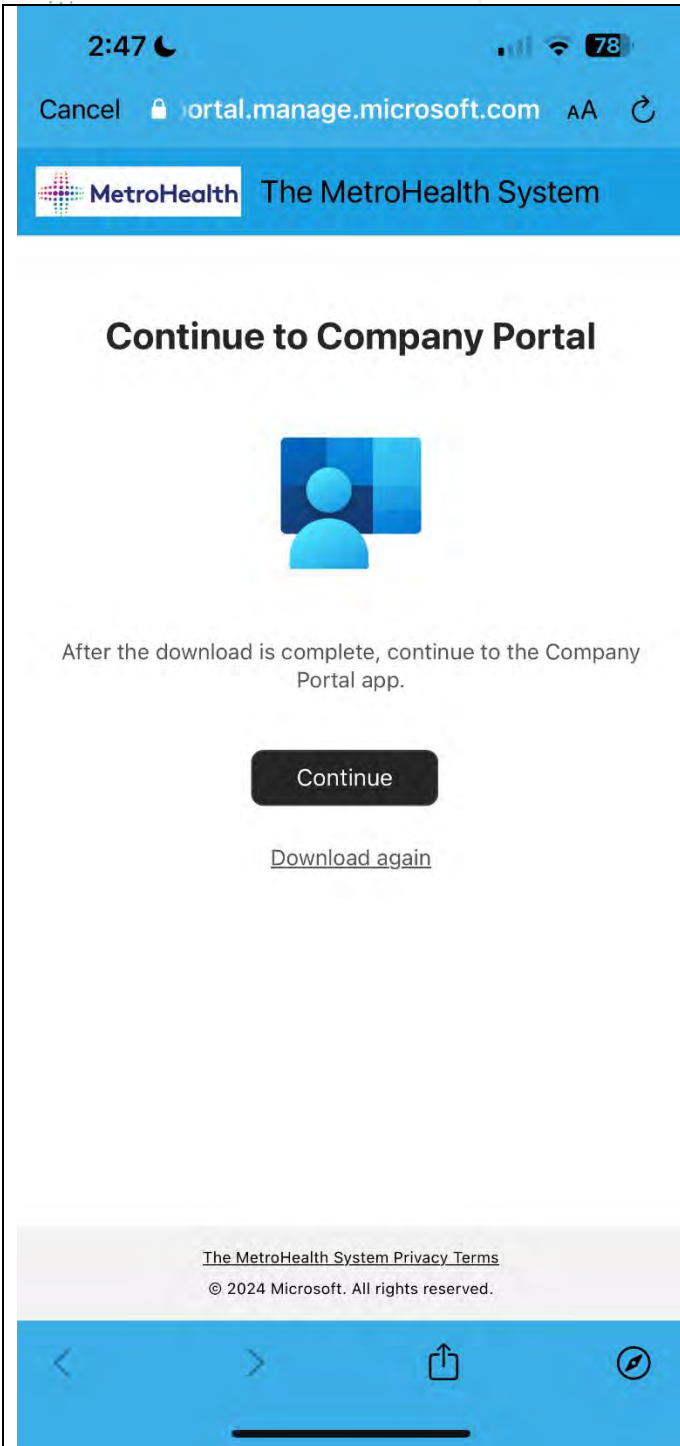 2:47
78
Cancel ortal.manage.microsoft.com AA
MetroHealth The MetroHealth System
Continue to Company Portal
After the download is complete, continue to the Company
Portal app.
Continue
Download again
The MetroHealth System Privacy Terms
© 2024 Microsoft. All rights reserved.